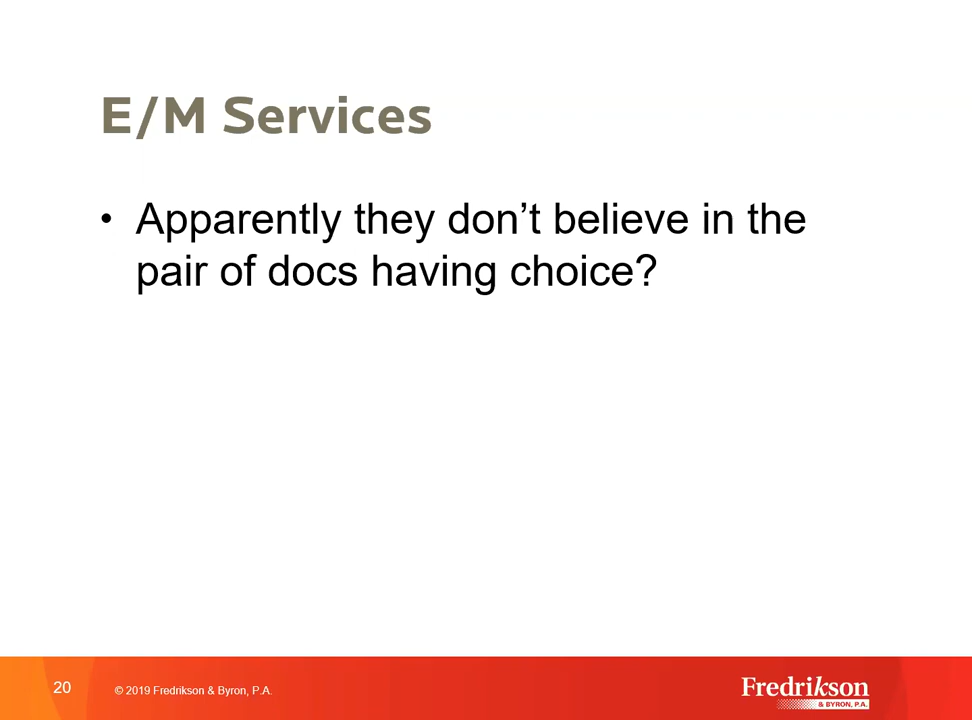 E/M Services
• Apparently they don’t believe in the
pair of docs having choice?
20
© 2019 Fredrikson & Byron, P.A.
Fredrikson
& BYRON, P.A.